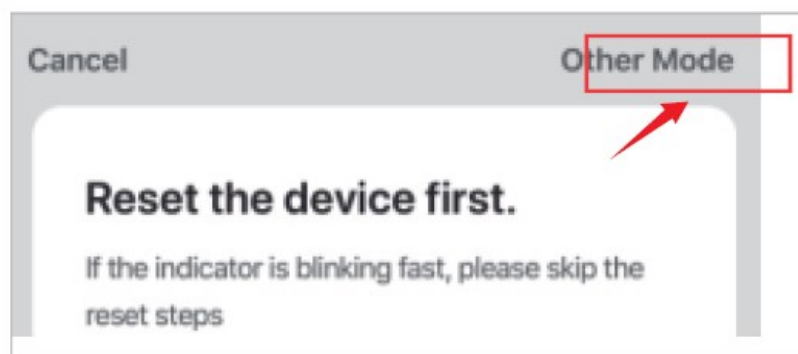 Cancel
Other Mode
Reset the device first.
If the indicator is blinking fast, please skip the
reset steps